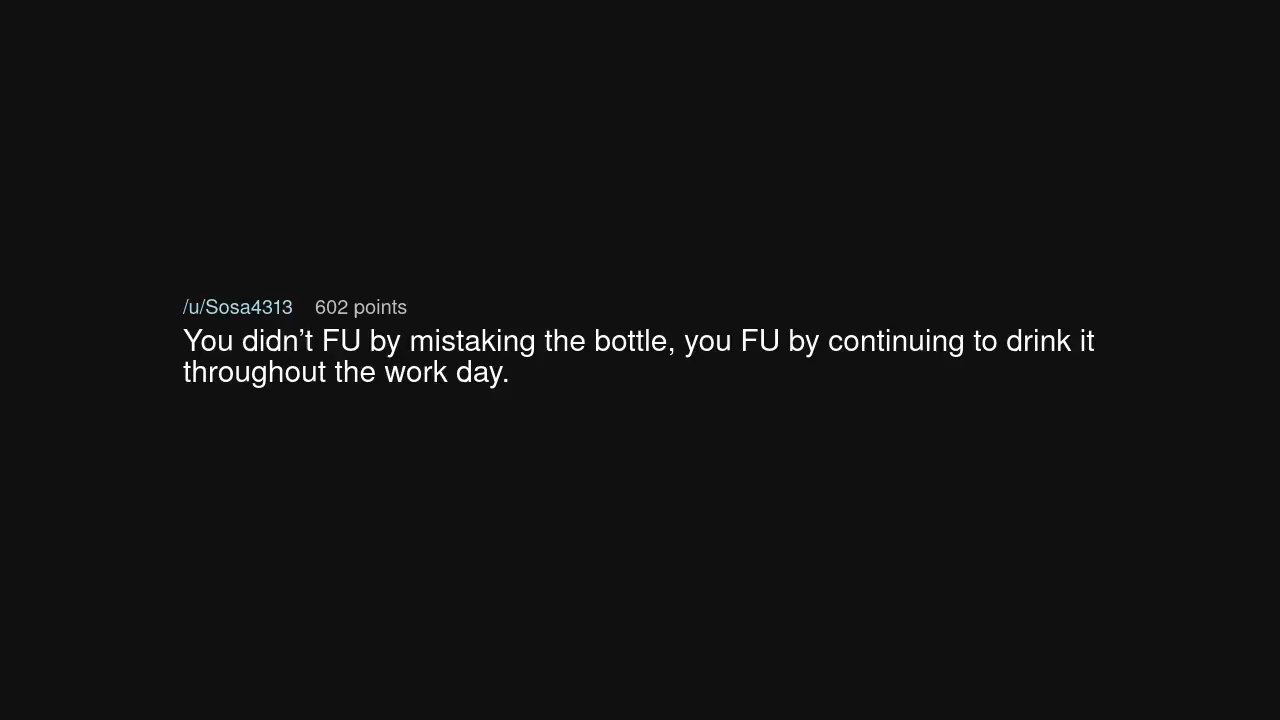 /u/Sosa4313 602 points
You didn’t FU by mistaking the bottle, you FU by continuing to drink it
throughout the work day.